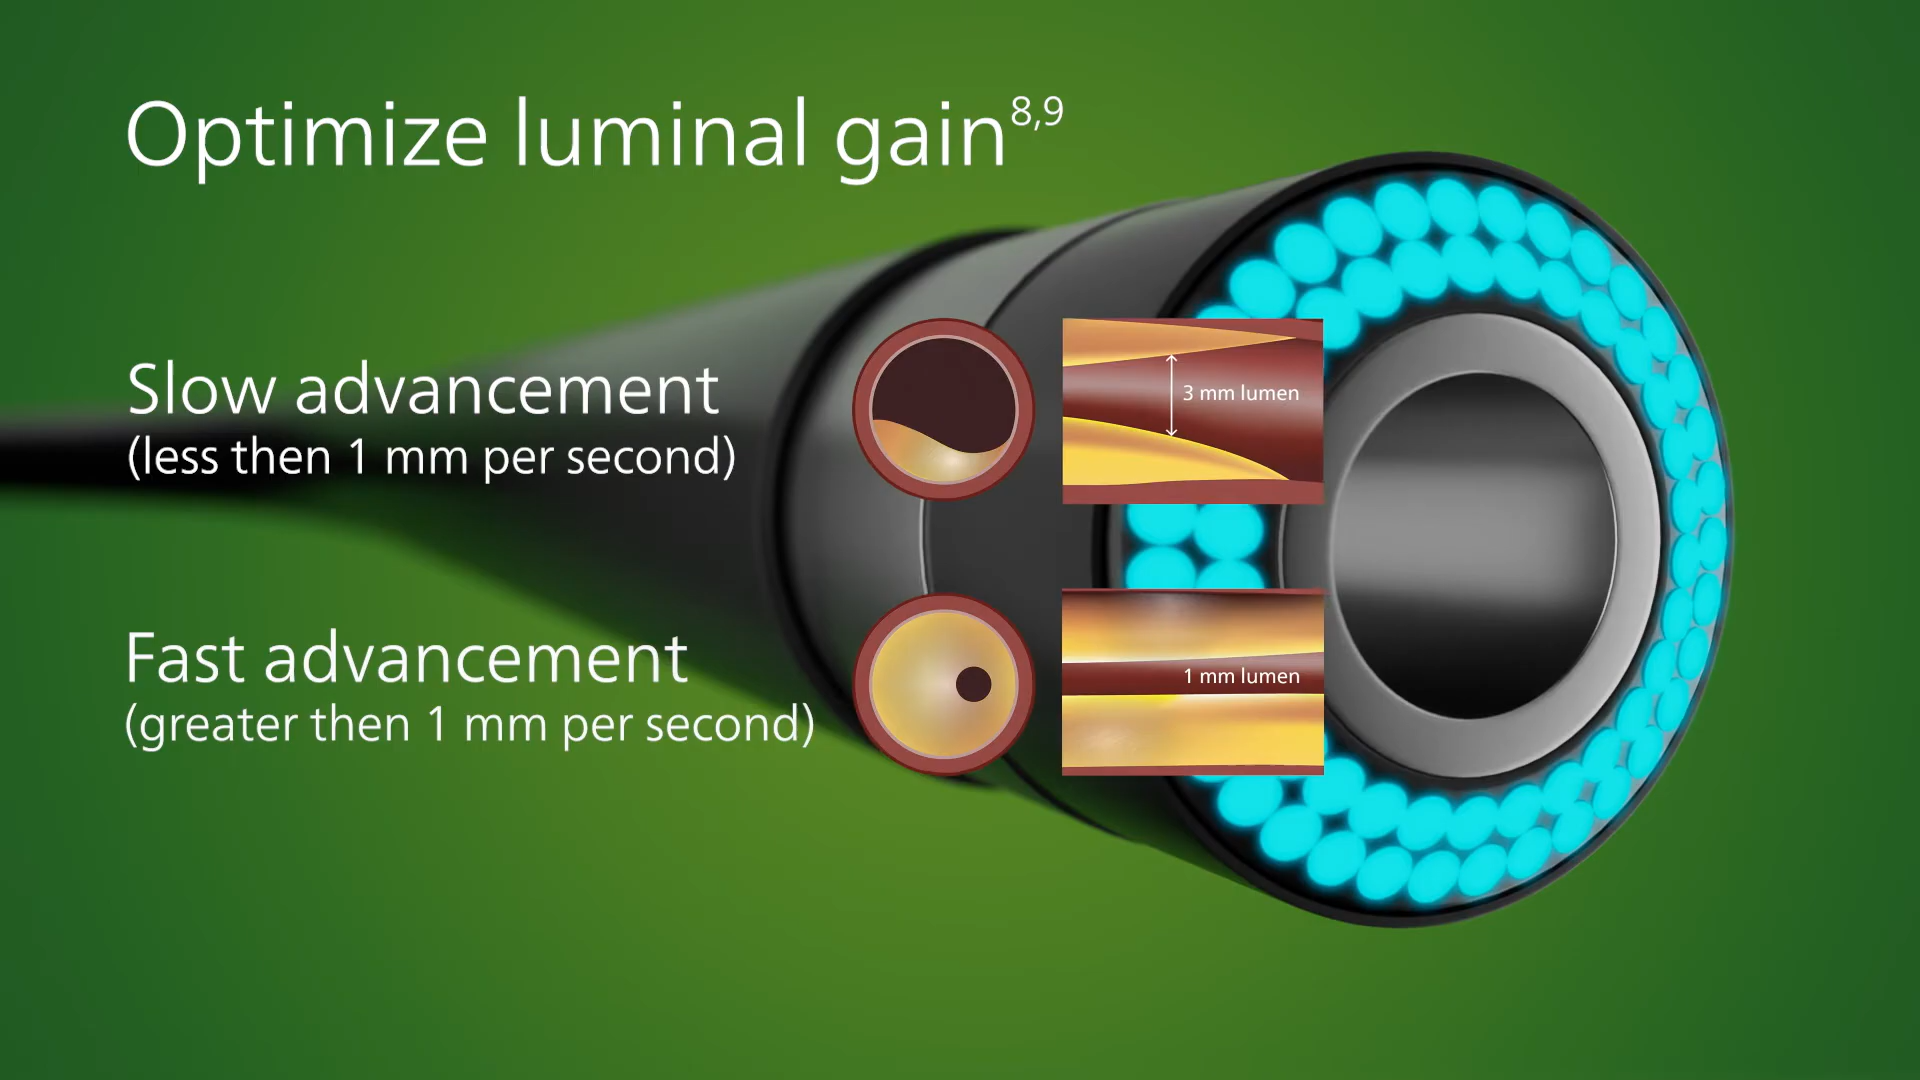 Optimize luminal gain8,9
Slow advancement
(less then 1 mm per second)
3 mm lumen
Fast advancement
(greater then 1 mm per second)
1 mm lumen